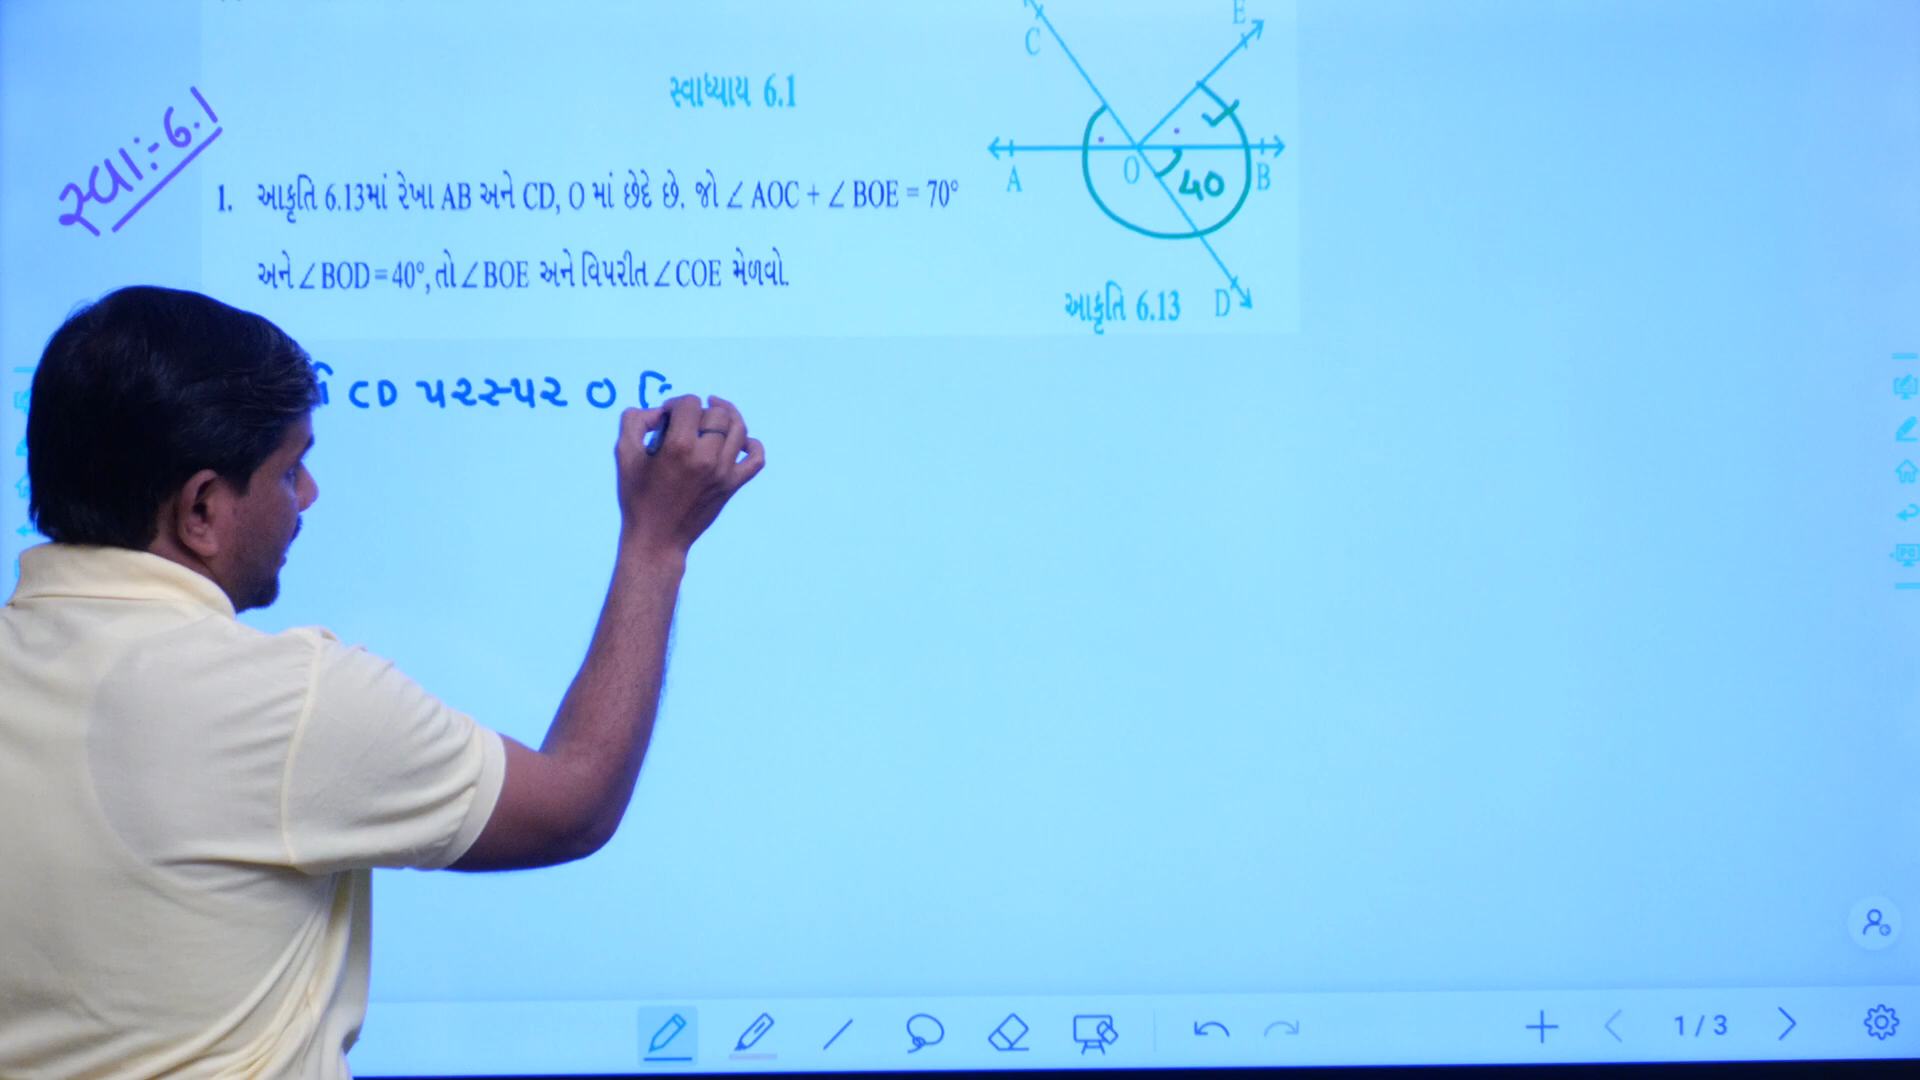 સ્વાધ્યાય 6.1
સ્વા:-6.1
1. આકૃતિ 6.13માં રેખા AB અને CD, O માં છેદે છે. જો ∠AOC + ∠BOE = 70°
અને ∠BOD = 40°, તો ∠BOE અને વિપરીત ∠COE મેળવો.
C
E
A
O
40
B
D
આકૃતિ 6.13
CD પરસ્પર O
1 / 3